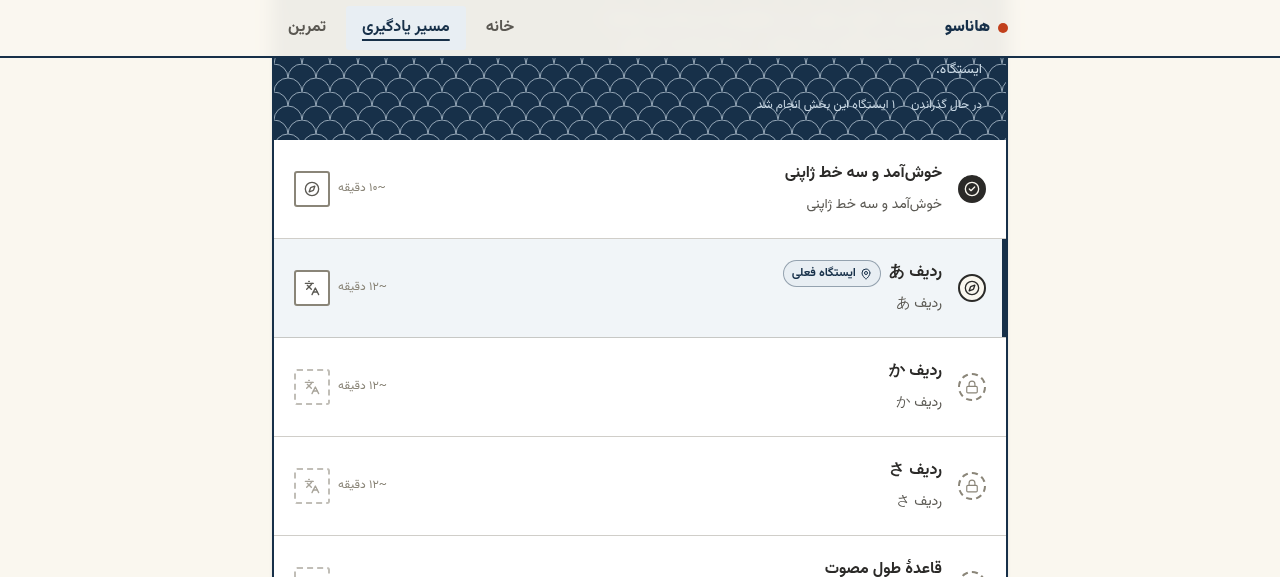 هاناسو
خانه
مسیر یادگیری
تمرین
ایستگاه.
در حال گذراندن — ۱ ایستگاه این بخش انجام شد
خوش‌آمد و سه خط ژاپنی
خوش‌آمد و سه خط ژاپنی
~۱۰ دقیقه
ردیف あ
ایستگاه فعلی
ردیف あ
~۱۲ دقیقه
ردیف か
ردیف か
~۱۲ دقیقه
ردیف さ
ردیف さ
~۱۲ دقیقه
قاعدهٔ طول مصوت